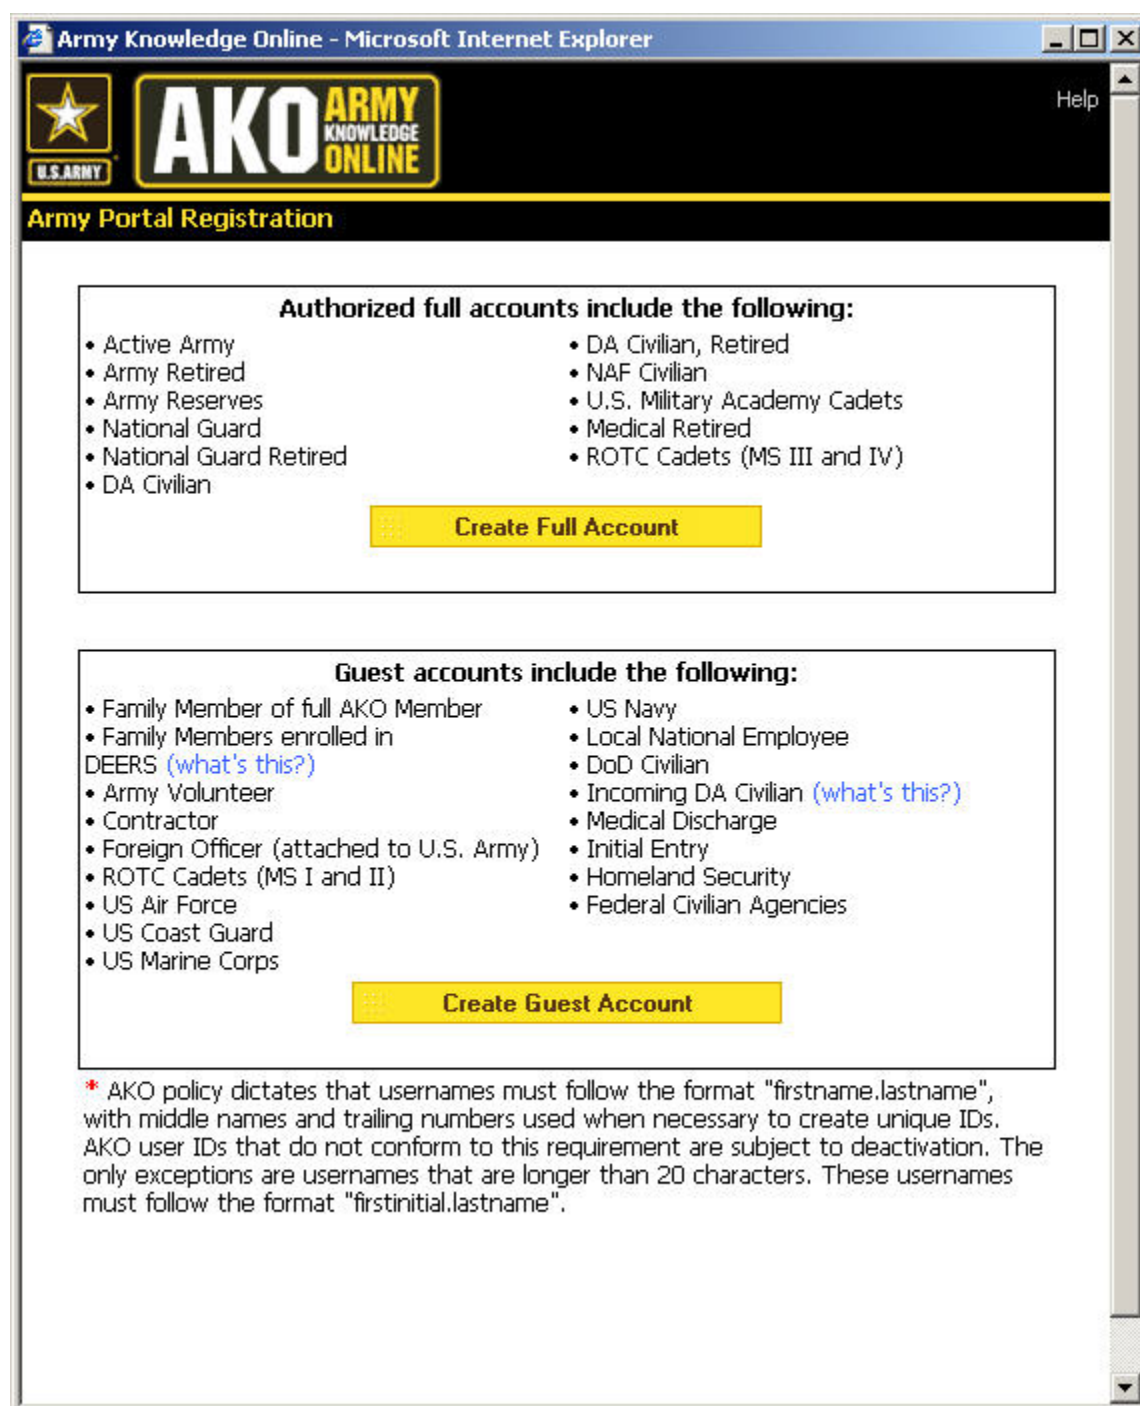 Army Knowledge Online - Microsoft Internet Explorer
U.S.ARMY
AKO ARMY KNOWLEDGE ONLINE
Help
Army Portal Registration
Authorized full accounts include the following:
• Active Army
• Army Retired
• Army Reserves
• National Guard
• National Guard Retired
• DA Civilian
• DA Civilian, Retired
• NAF Civilian
• U.S. Military Academy Cadets
• Medical Retired
• ROTC Cadets (MS III and IV)
Create Full Account
Guest accounts include the following:
• Family Member of full AKO Member
• Family Members enrolled in
DEERS (what's this?)
• Army Volunteer
• Contractor
• Foreign Officer (attached to U.S. Army)
• ROTC Cadets (MS I and II)
• US Air Force
• US Coast Guard
• US Marine Corps
• US Navy
• Local National Employee
• DoD Civilian
• Incoming DA Civilian (what's this?)
• Medical Discharge
• Initial Entry
• Homeland Security
• Federal Civilian Agencies
Create Guest Account
* AKO policy dictates that usernames must follow the format "firstname.lastname",
with middle names and trailing numbers used when necessary to create unique IDs.
AKO user IDs that do not conform to this requirement are subject to deactivation. The
only exceptions are usernames that are longer than 20 characters. These usernames
must follow the format "firstinitial.lastname".